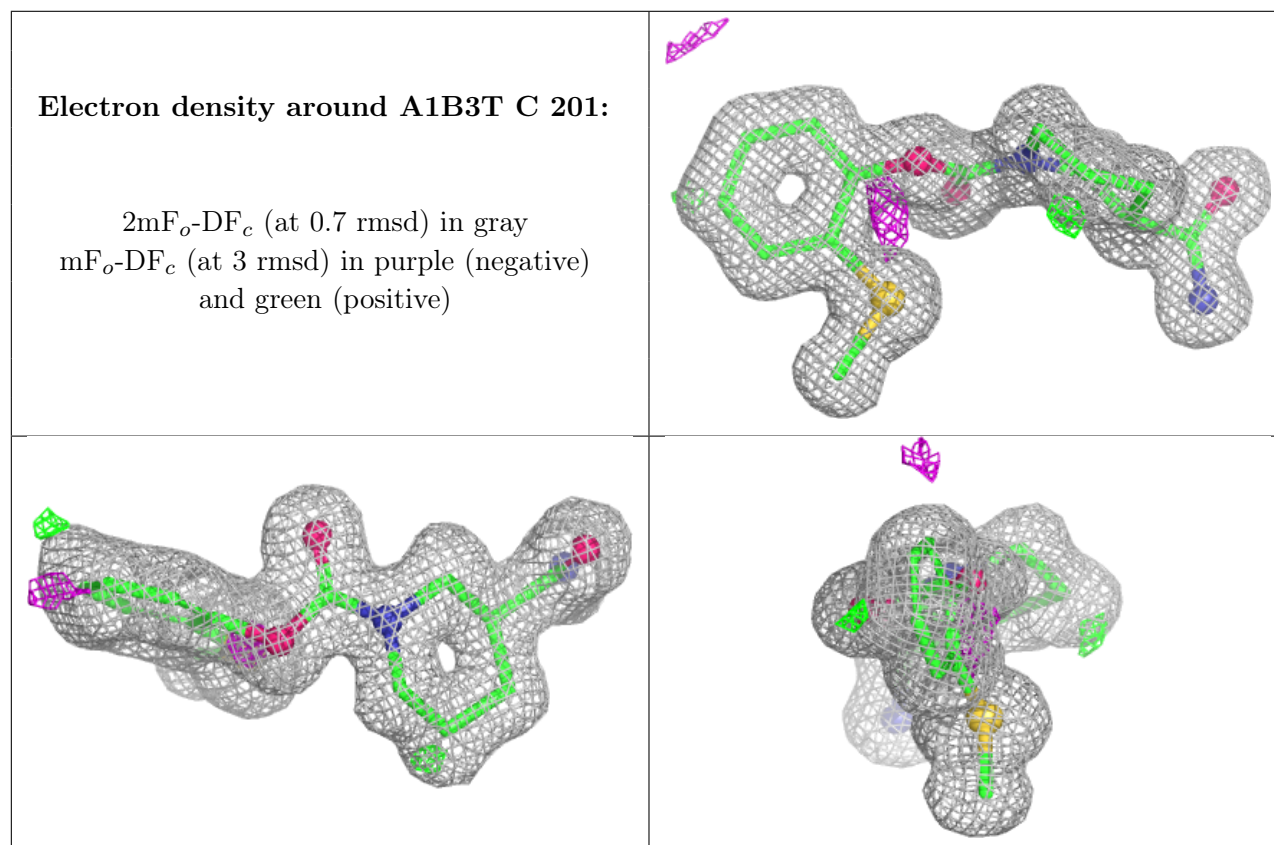 Electron density around A1B3T C 201:
2mFo-DFc (at 0.7 rmsd) in gray
mFo-DFc (at 3 rmsd) in purple (negative)
and green (positive)